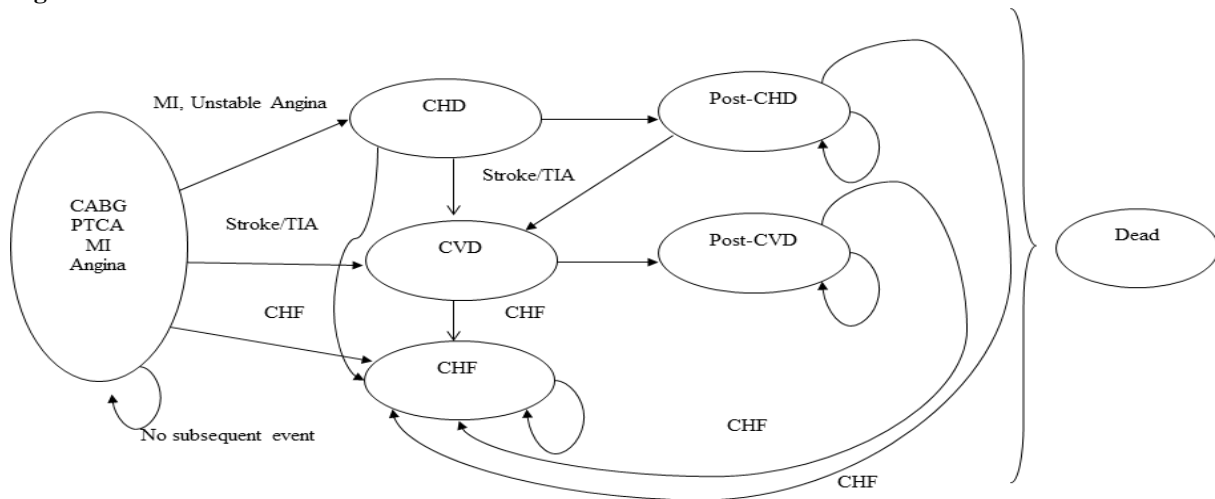 MI, Unstable Angina
CHD
Post-CHD
CABG
PTCA
MI
Angina
Stroke/TIA
Stroke/TIA
CVD
Post-CVD
Dead
CHF
CHF
CHF
No subsequent event
CHF
CHF